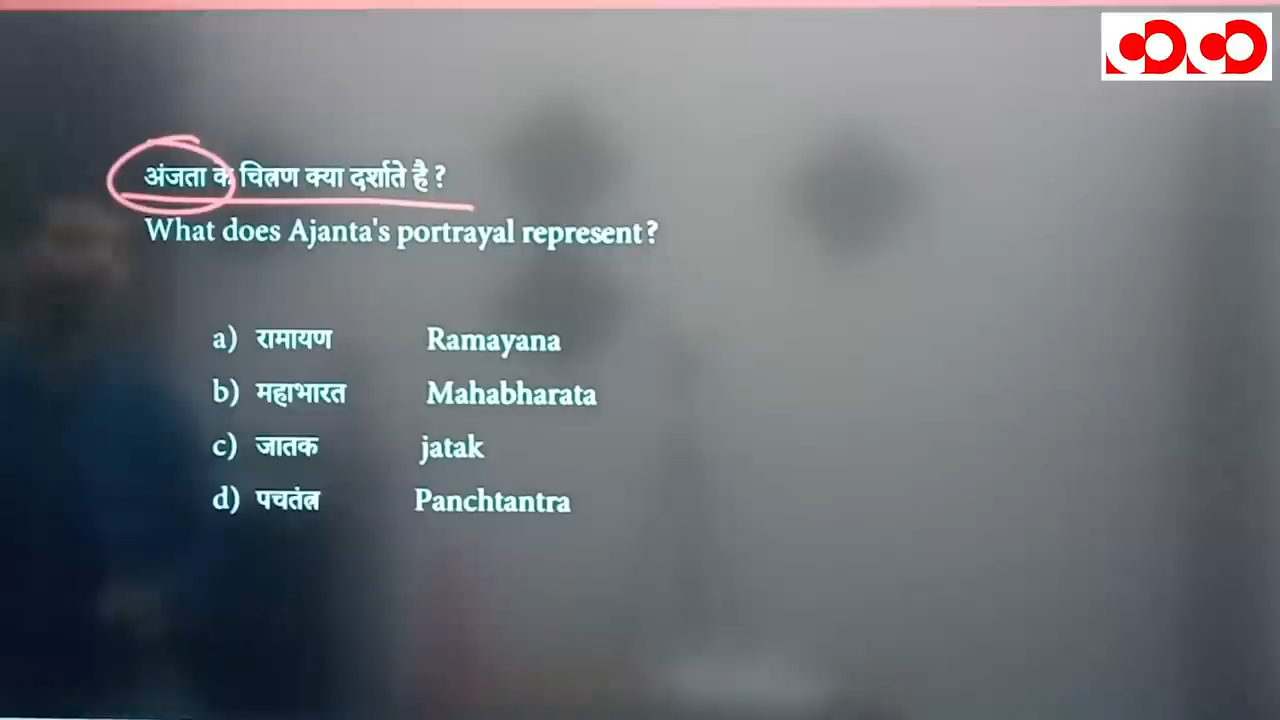 अंजता के चित्रण क्या दर्शाते है ?
What does Ajanta's portrayal represent?
a) रामायण Ramayana
b) महाभारत Mahabharata
c) जातक jatak
d) पचतंत्र Panchtantra